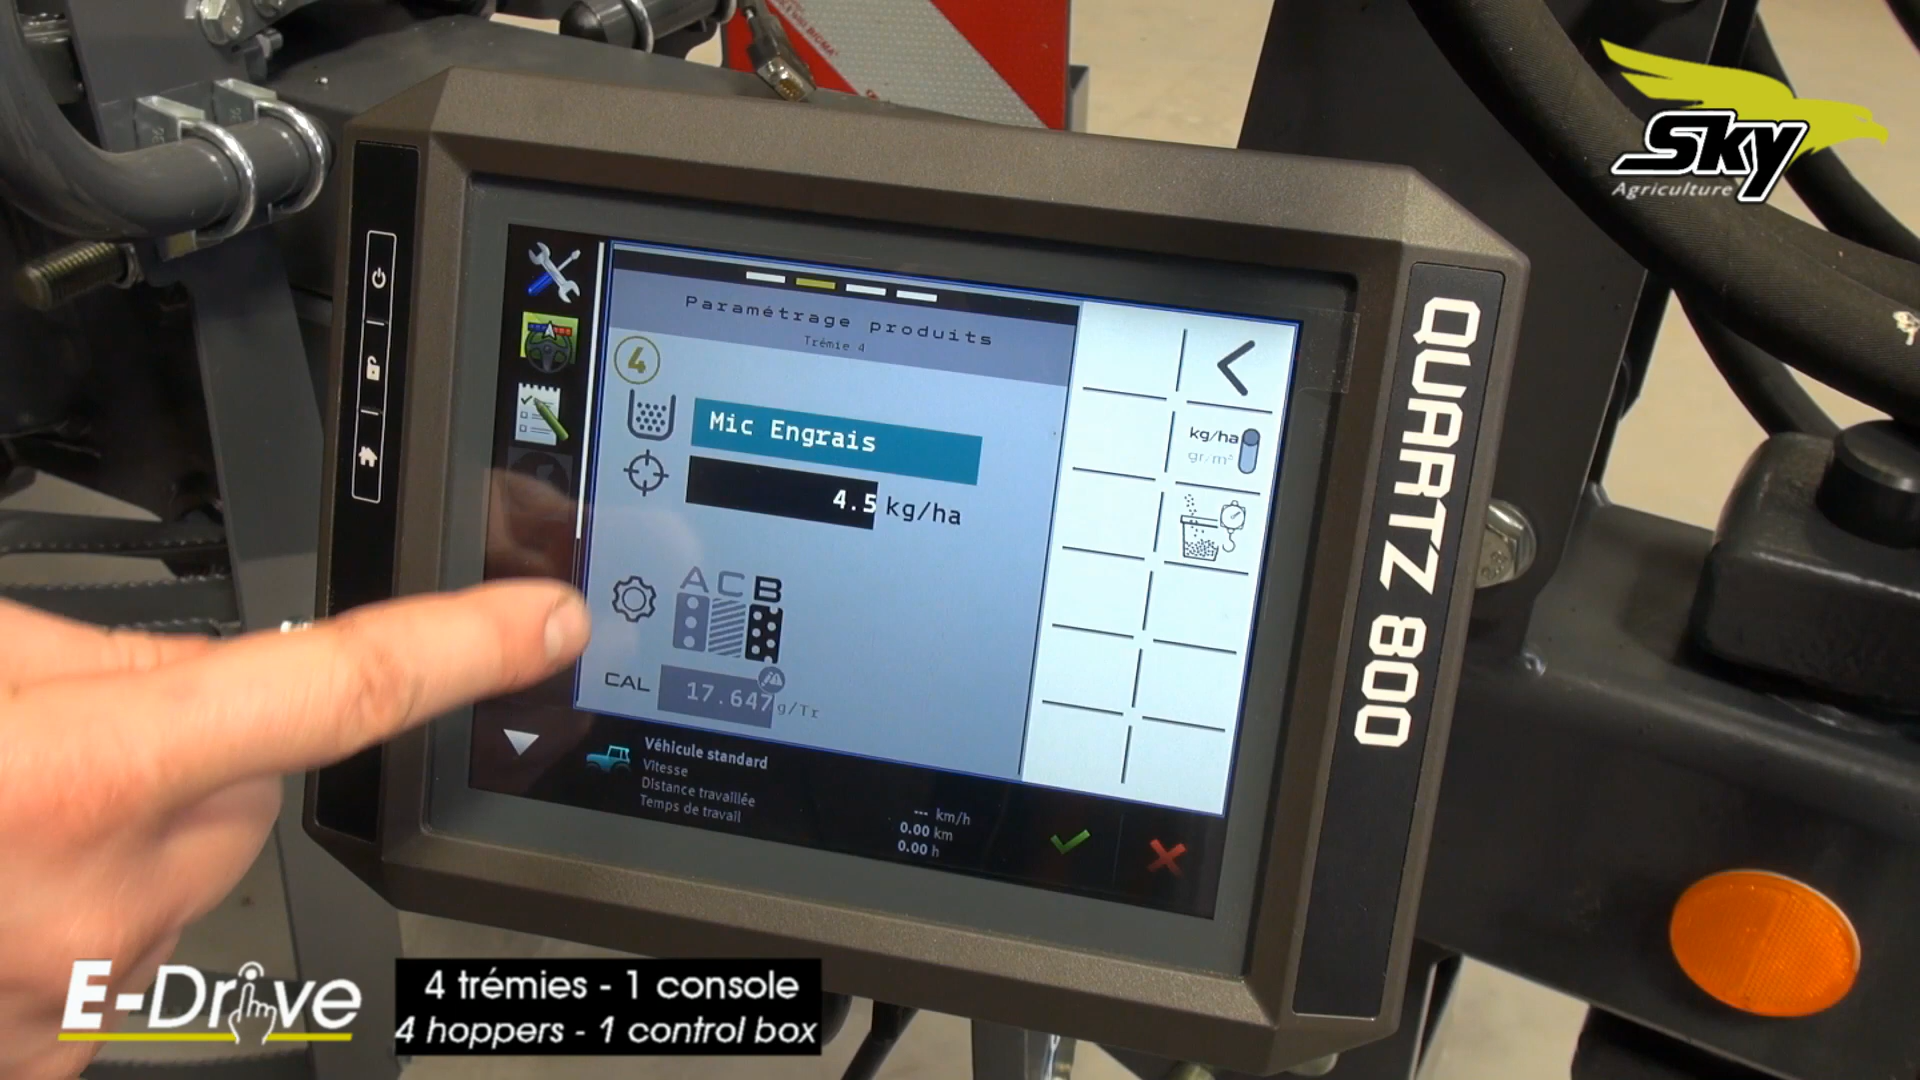 Sky
Agriculture
Paramétrage produits
Trémie 4
4
Mic Engrais
4.5 kg/ha
kg/ha
gr/m²
A C B
CAL 17.647 g/Tr
Véhicule standard
Vitesse --- km/h
Distance travaillée 0.00 km
Temps de travail 0.00 h
QUARTZ 800
E-Drive
4 trémies - 1 console
4 hoppers - 1 control box